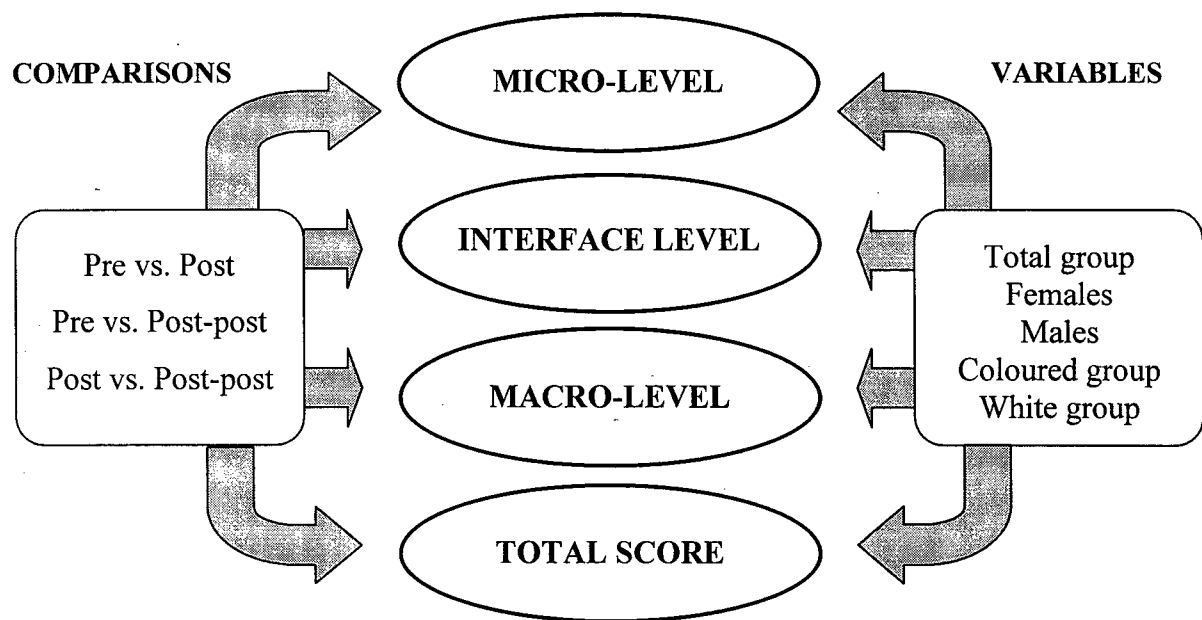 COMPARISONS
MICRO-LEVEL
VARIABLES
INTERFACE LEVEL
Pre vs. Post
Pre vs. Post-post
Post vs. Post-post
Total group
Females
Males
Coloured group
White group
MACRO-LEVEL
TOTAL SCORE